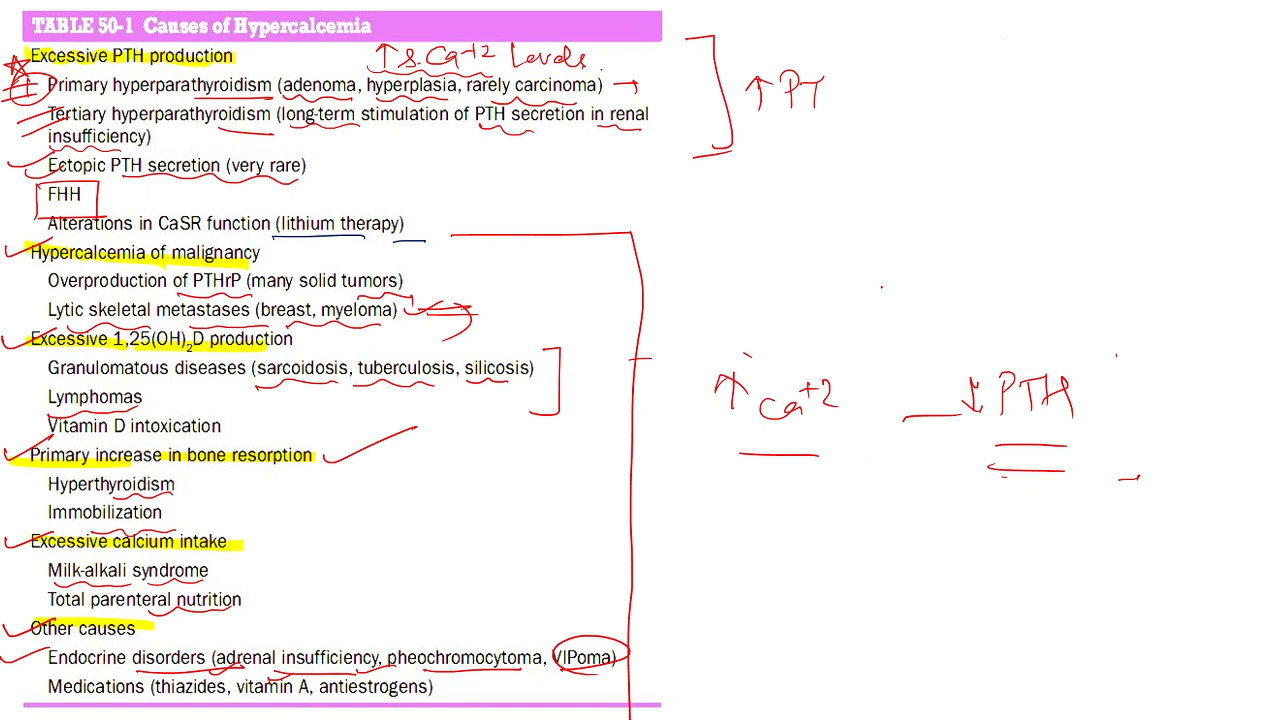 TABLE 50-1 Causes of Hypercalcemia
Excessive PTH production
↑ S. Ca+2 Levels
Primary hyperparathyroidism (adenoma, hyperplasia, rarely carcinoma) →
Tertiary hyperparathyroidism (long-term stimulation of PTH secretion in renal
insufficiency)
Ectopic PTH secretion (very rare)
FHH
Alterations in CaSR function (lithium therapy)
Hypercalcemia of malignancy
Overproduction of PTHrP (many solid tumors)
Lytic skeletal metastases (breast, myeloma)
Excessive 1,25(OH)₂D production
Granulomatous diseases (sarcoidosis, tuberculosis, silicosis)
Lymphomas
Vitamin D intoxication
Primary increase in bone resorption
Hyperthyroidism
Immobilization
Excessive calcium intake
Milk-alkali syndrome
Total parenteral nutrition
Other causes
Endocrine disorders (adrenal insufficiency, pheochromocytoma, VIPoma)
Medications (thiazides, vitamin A, antiestrogens)
↑ PT
↑ Ca+2 — ↓ PTH